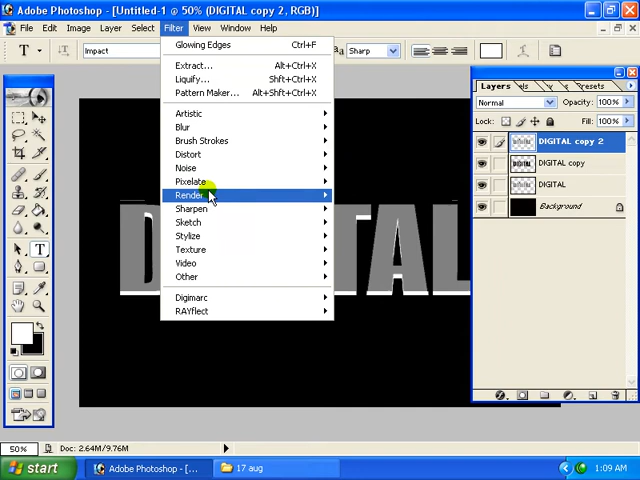 Adobe Photoshop - [Untitled-1 @ 50% (DIGITAL copy 2, RGB)]
File Edit Image Layer Select Filter View Window Help
T Impact Sharp
Glowing Edges Ctrl+F
Extract... Alt+Ctrl+X
Liquify... Shft+Ctrl+X
Pattern Maker... Alt+Shft+Ctrl+X
Artistic
Blur
Brush Strokes
Distort
Noise
Pixelate
Render
Sharpen
Sketch
Stylize
Texture
Video
Other
Digimarc
RAYflect
Layers resets
Normal Opacity: 100%
Lock: Fill: 100%
DIGITAL copy 2
DIGITAL copy
DIGITAL
Background
50% Doc: 2.64M/9.76M
start Adobe Photoshop - [... 17 aug 1:09 AM